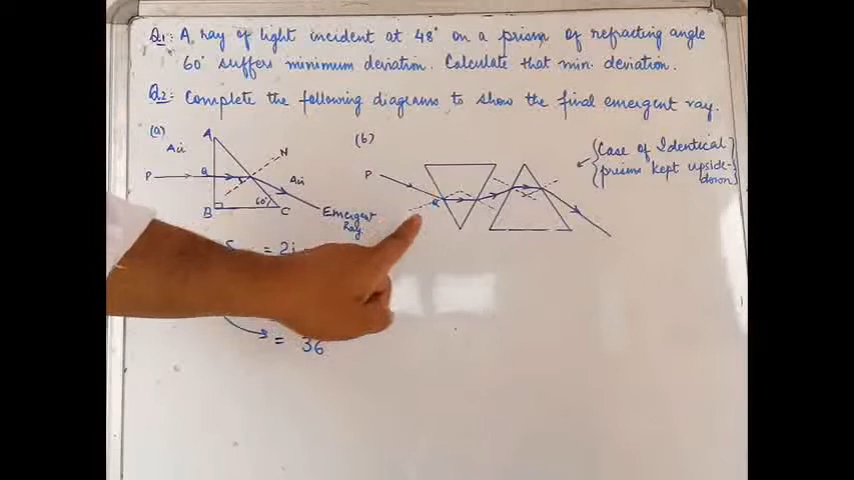 Q.1: A ray of light incident at 48° on a prism of refracting angle
60° suffers minimum deviation. Calculate that min. deviation.
Q.2: Complete the following diagrams to show the final emergent ray.
(a)
Air
A
N
P
Q
Air
60°
B
C
Emergent
Ray
(b)
P
{Case of Identical}
{prisms kept upside-
down}
= 2i
= 36